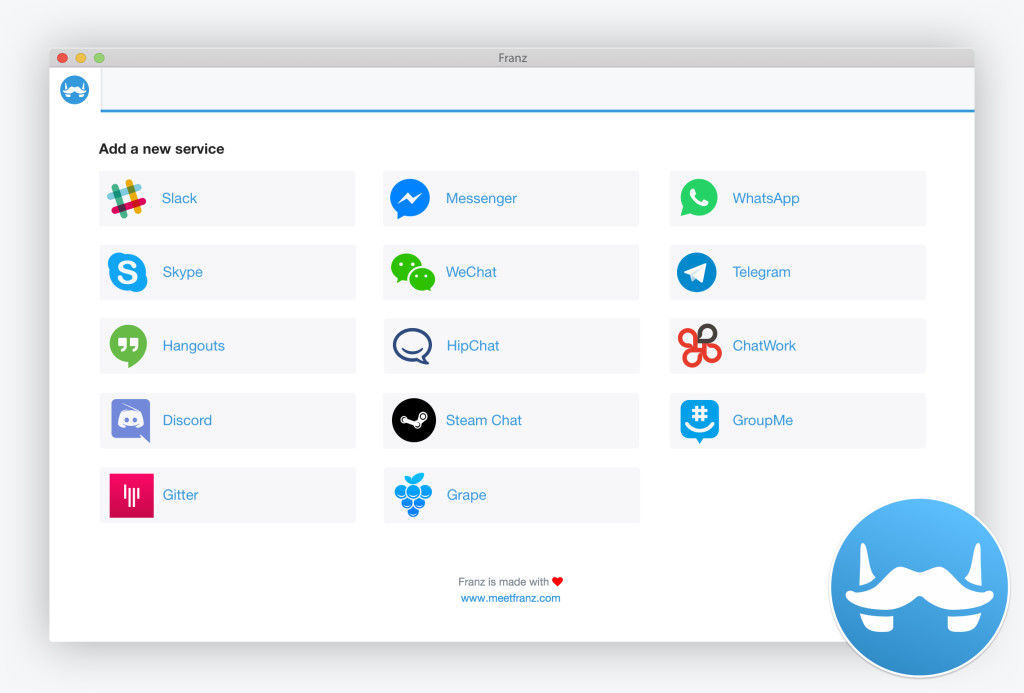 Franz
Add a new service
Slack
Messenger
WhatsApp
Skype
WeChat
Telegram
Hangouts
HipChat
ChatWork
Discord
Steam Chat
GroupMe
Gitter
Grape
Franz is made with ❤
www.meetfranz.com